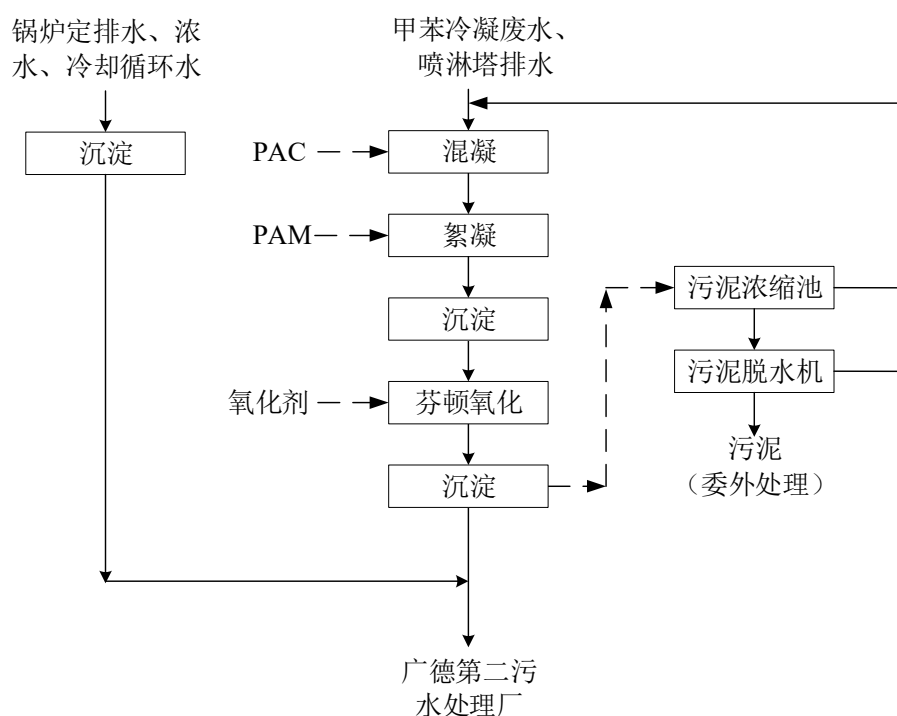 锅炉定排水、浓
水、冷却循环水
沉淀
甲苯冷凝废水、
喷淋塔排水
PAC
混凝
PAM
絮凝
沉淀
氧化剂
芬顿氧化
沉淀
污泥浓缩池
污泥脱水机
污泥
（委外处理）
广德第二污
水处理厂